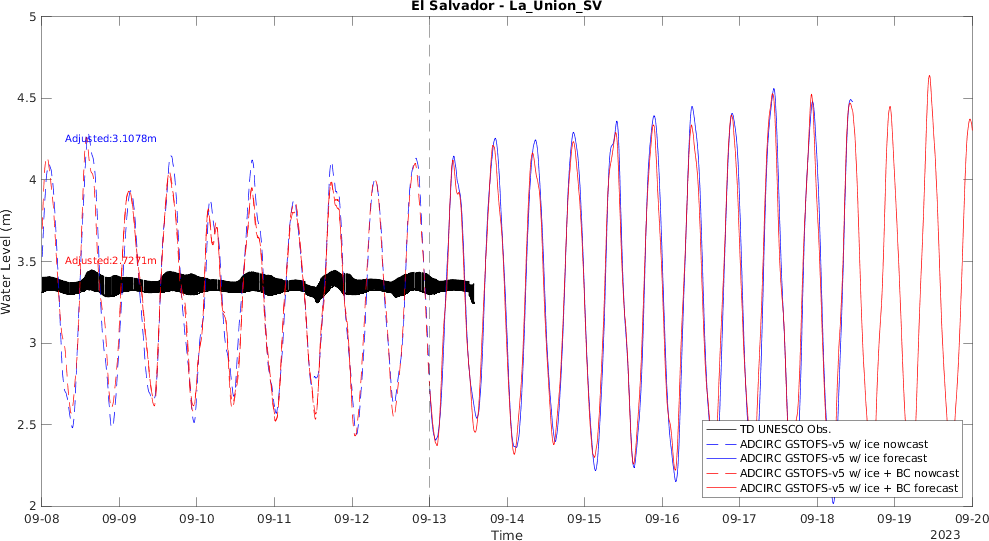 El Salvador - La_Union_SV
5
4.5
4
3.5
3
2.5
2
Water Level (m)
Adjusted:3.1078m
Adjusted:2.7271m
TD UNESCO Obs.
ADCIRC GSTOFS-v5 w/ ice nowcast
ADCIRC GSTOFS-v5 w/ ice forecast
ADCIRC GSTOFS-v5 w/ ice + BC nowcast
ADCIRC GSTOFS-v5 w/ ice + BC forecast
09-08 09-09 09-10 09-11 09-12 09-13 09-14 09-15 09-16 09-17 09-18 09-19 09-20
Time
2023